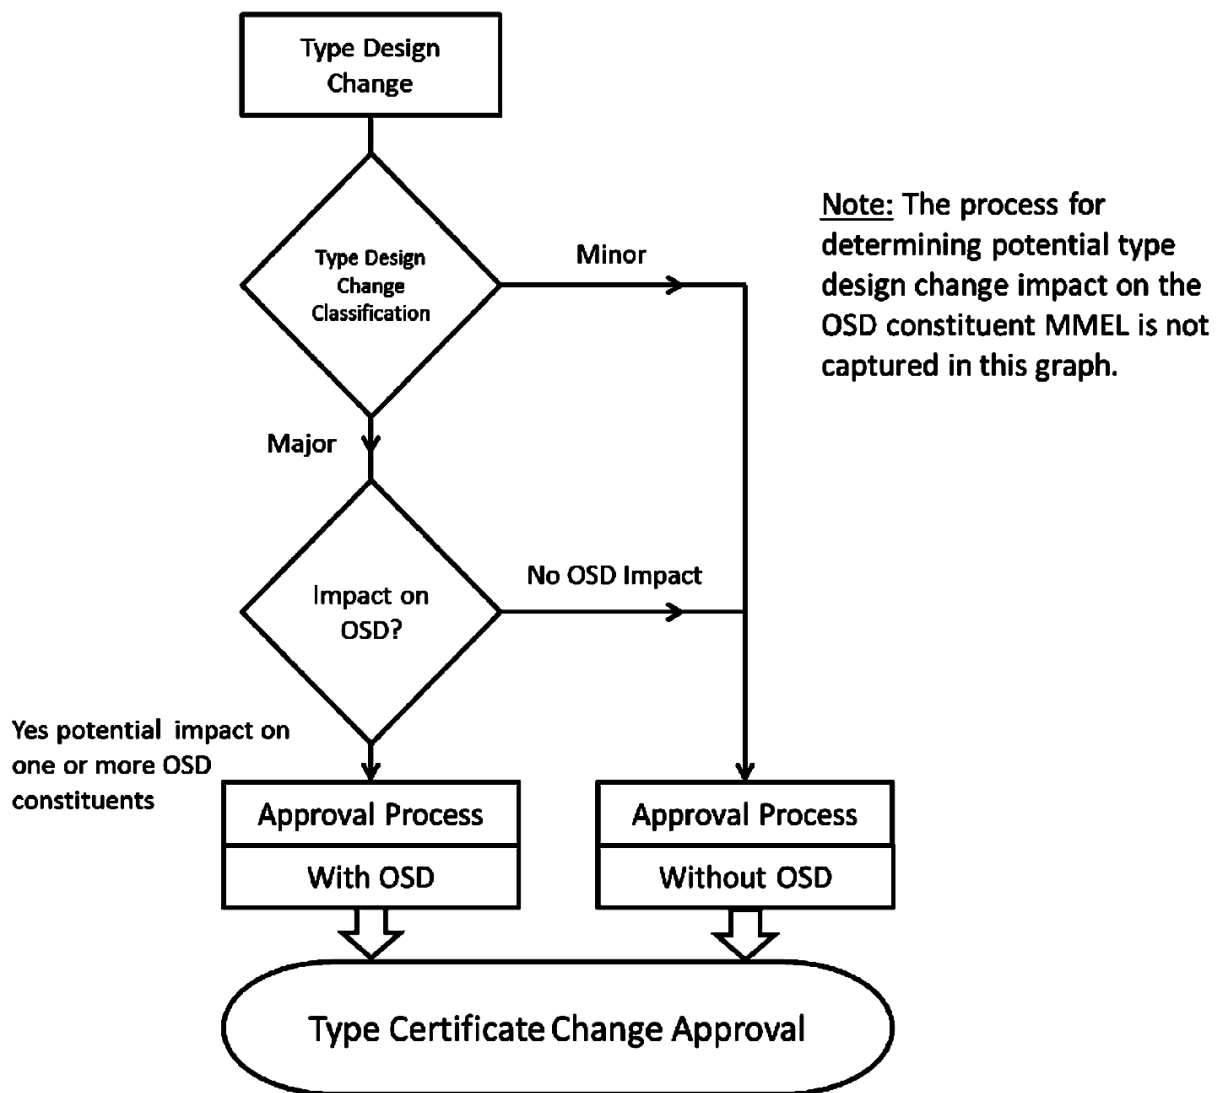 Type Design
Change
Note: The process for
determining potential type
design change impact on the
OSD constituent MMEL is not
captured in this graph.
Type Design
Change
Classification
Minor
Major
Impact on
OSD?
No OSD Impact
Yes potential impact on
one or more OSD
constituents
Approval Process
With OSD
Approval Process
Without OSD
Type Certificate Change Approval